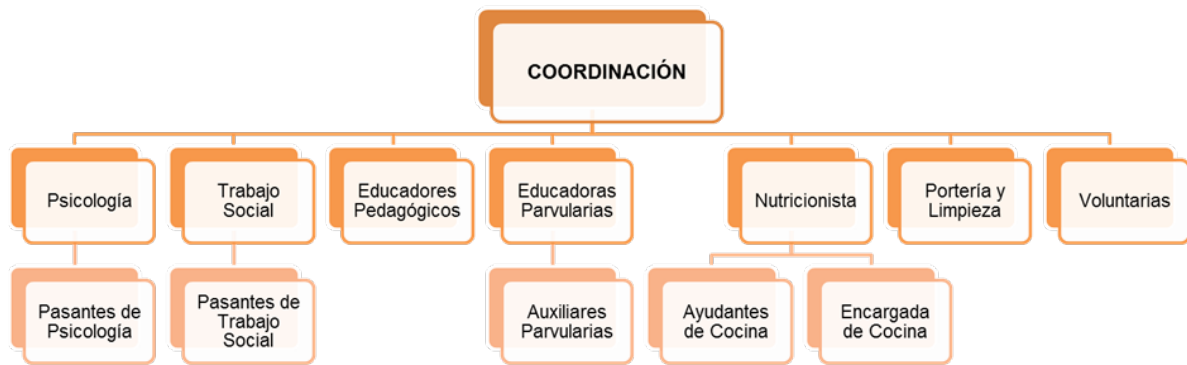 COORDINACIÓN
Psicología
Trabajo
Social
Educadores
Pedagógicos
Educadoras
Parvularias
Nutricionista
Portería y
Limpieza
Voluntarias
Pasantes de
Psicología
Pasantes de
Trabajo
Social
Auxiliares
Parvularias
Ayudantes
de Cocina
Encargada
de Cocina